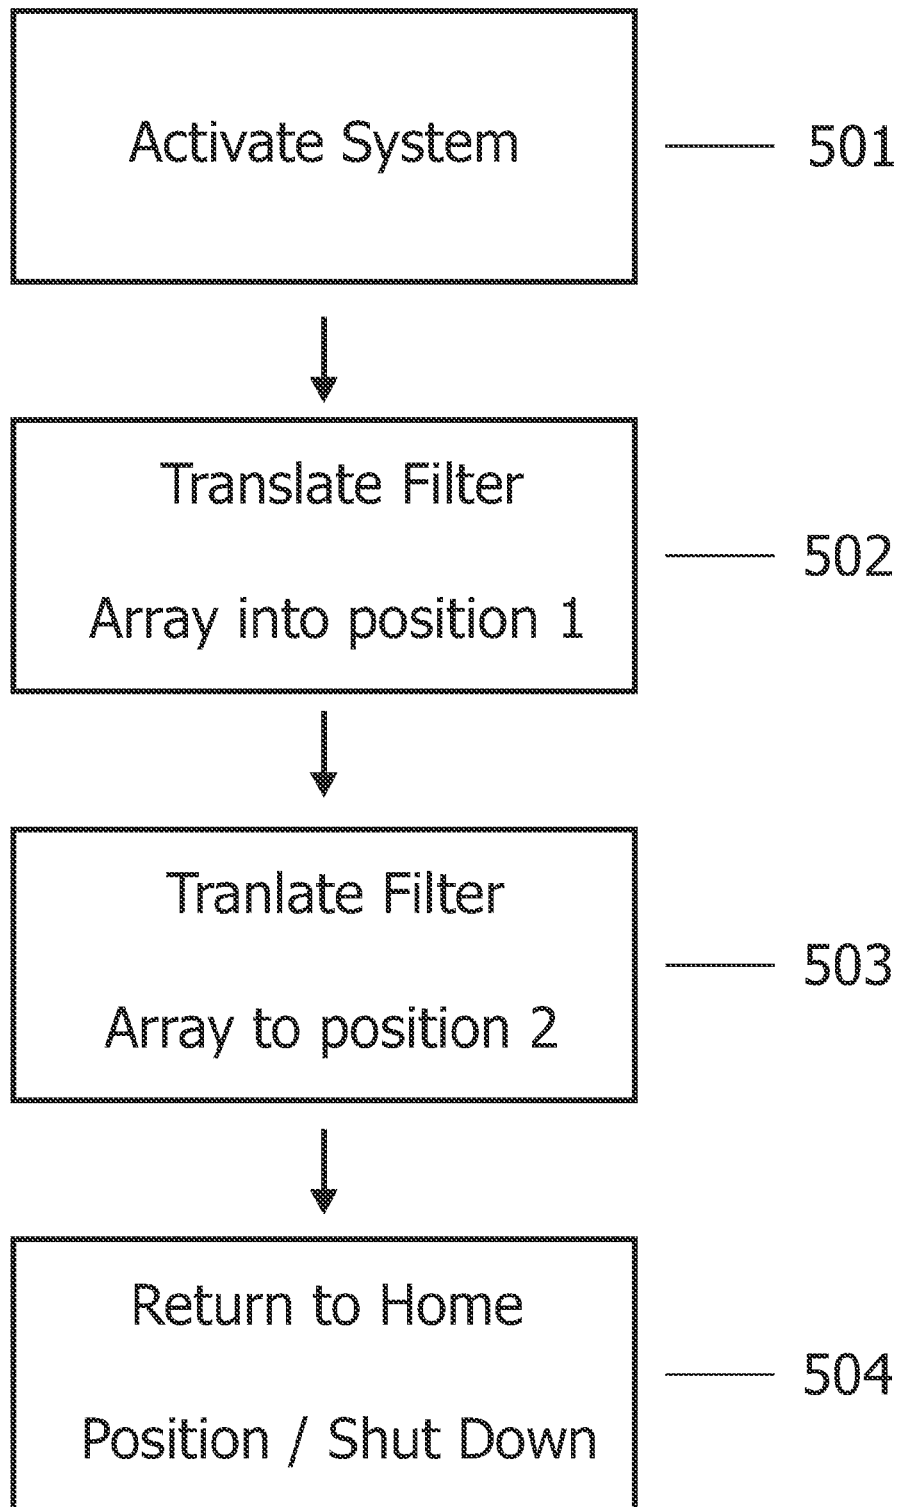 Activate System
501
Translate Filter
Array into position 1
502
Tranlate Filter
Array to position 2
503
Return to Home
Position / Shut Down
504